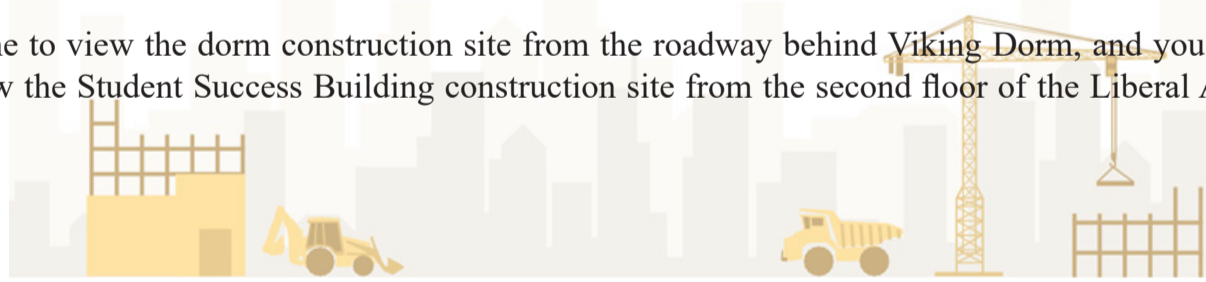 to view the dorm construction site from the roadway behind Viking Dorm, and you
the Student Success Building construction site from the second floor of the Liberal